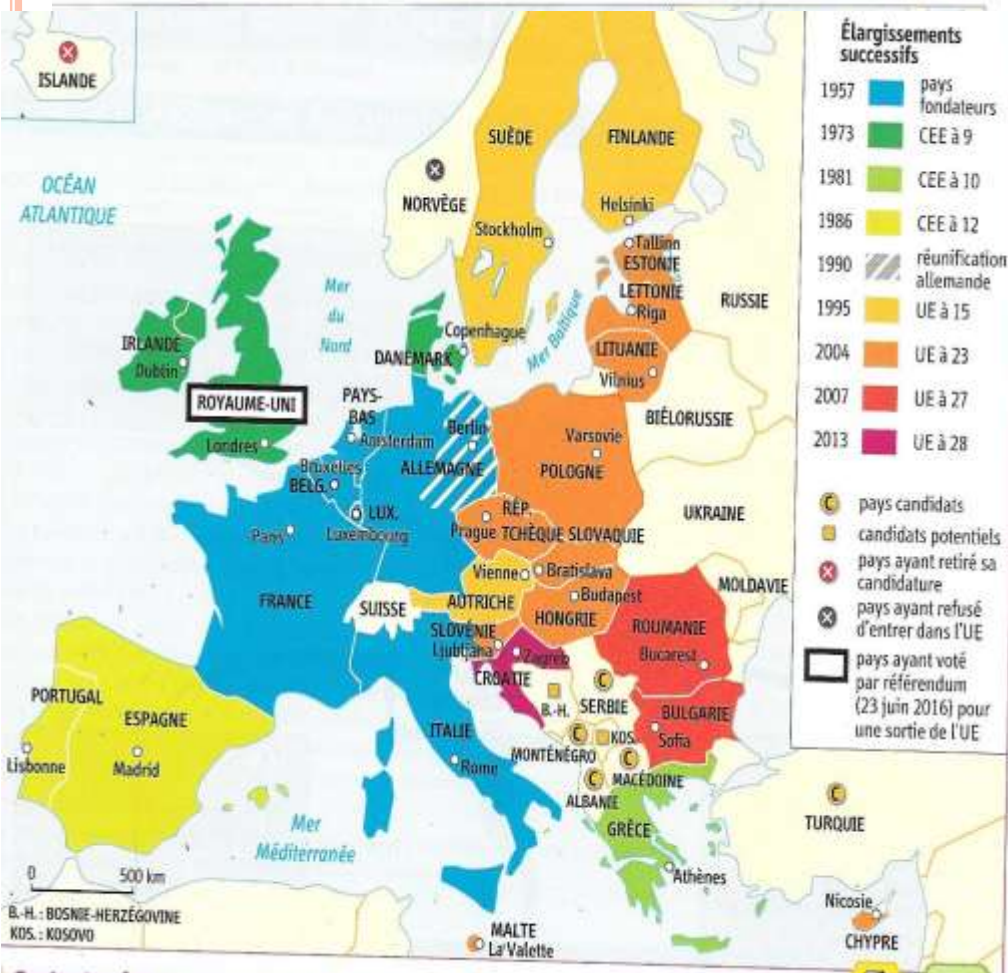 ISLANDE
OCÉAN
ATLANTIQUE
SUÈDE
FINLANDE
NORVÈGE
Helsinki
Stockholm
Tallinn
ESTONIE
LETTONIE
Riga
RUSSIE
Mer
du
Nord
Mer Baltique
Copenhague
DANEMARK
LITUANIE
Vilnius
IRLANDE
Dublin
ROYAUME-UNI
Londres
PAYS-
BAS
Amsterdam
Berlin
BIÉLORUSSIE
Varsovie
POLOGNE
Bruxelles
BELG.
ALLEMAGNE
LUX.
Luxembourg
Paris
RÉP.
Prague
TCHÈQUE
SLOVAQUIE
UKRAINE
Vienne
Bratislava
Budapest
MOLDAVIE
FRANCE
SUISSE
AUTRICHE
HONGRIE
ROUMANIE
SLOVÉNIE
Ljubljana
Zagreb
Bucarest
CROATIE
B.-H.
SERBIE
BULGARIE
Sofia
PORTUGAL
ESPAGNE
Lisbonne
Madrid
ITALIE
Rome
MONTÉNÉGRO
KOS.
MACÉDOINE
ALBANIE
GRÈCE
Athènes
TURQUIE
Mer
Méditerranée
MALTE
La Valette
Nicosie
CHYPRE
C
C
C
C
C
0 500 km
B.-H. : BOSNIE-HERZÉGOVINE
KOS. : KOSOVO
Élargissements
successifs
1957 pays
fondateurs
1973 CEE à 9
1981 CEE à 10
1986 CEE à 12
1990 réunification
allemande
1995 UE à 15
2004 UE à 23
2007 UE à 27
2013 UE à 28
C pays candidats
candidats potentiels
pays ayant retiré sa
candidature
pays ayant refusé
d'entrer dans l'UE
pays ayant voté
par référendum
(23 juin 2016) pour
une sortie de l'UE